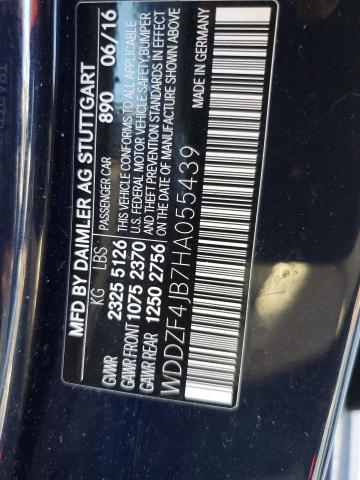 MFD BY DAIMLER AG STUTTGART
KG LBS PASSENGER CAR 890 06/16
GVWR 2325 5126 THIS VEHICLE CONFORMS TO ALL APPLICABLE
GAWR FRONT 1075 2370 U.S. FEDERAL MOTOR VEHICLE SAFETY, BUMPER
GAWR REAR 1250 2756 AND THEFT PREVENTION STANDARDS IN EFFECT
ON THE DATE OF MANUFACTURE SHOWN ABOVE
WDDZF4JB7HA055439 MADE IN GERMANY